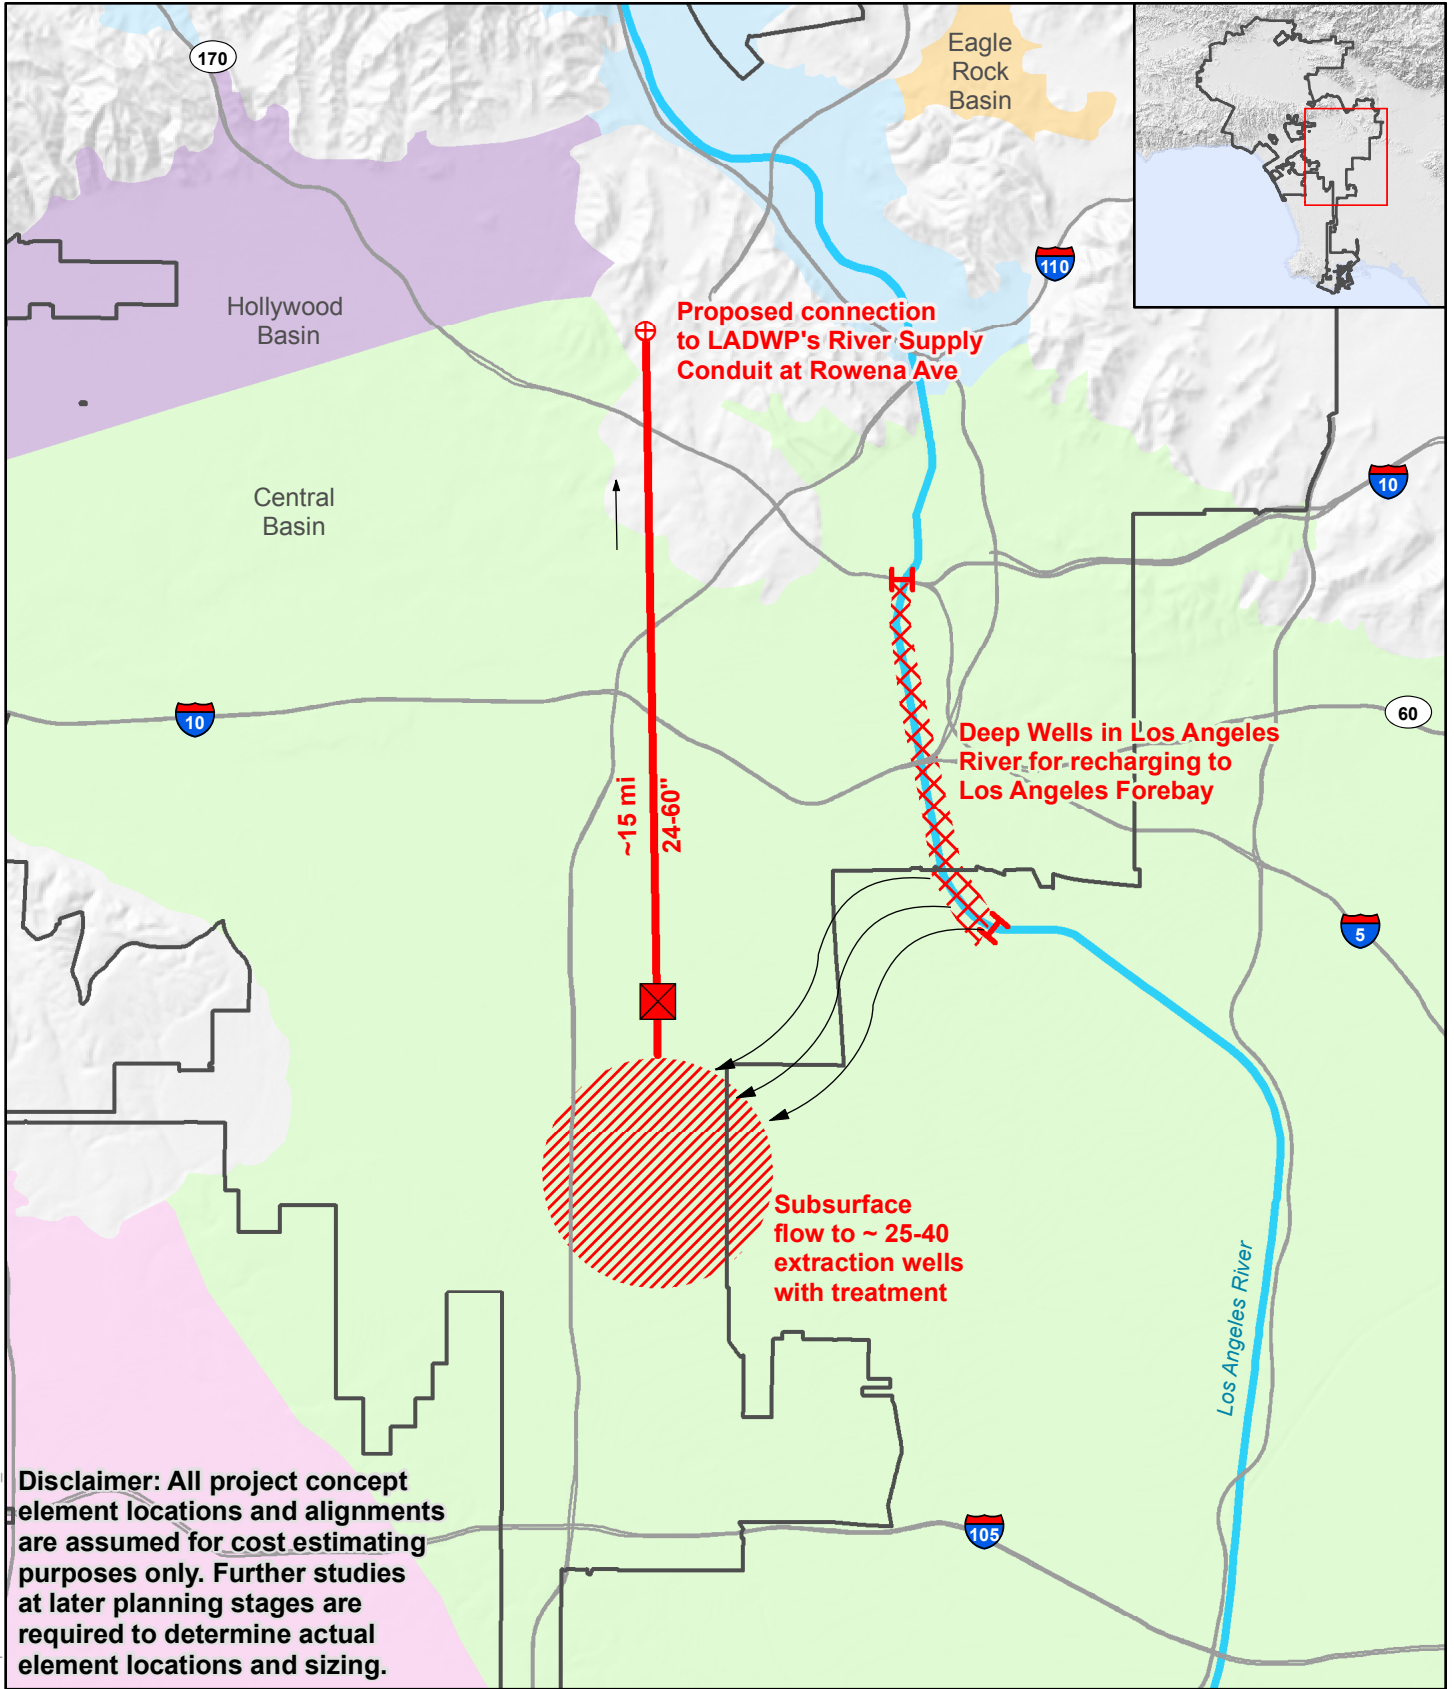 170
Eagle
Rock
Basin
110
Hollywood
Basin
Proposed connection
to LADWP's River Supply
Conduit at Rowena Ave
10
Central
Basin
10
60
Deep Wells in Los Angeles
River for recharging to
Los Angeles Forebay
~15 mi
24-60"
5
Subsurface
flow to ~ 25-40
extraction wells
with treatment
Los Angeles River
Disclaimer: All project concept
element locations and alignments
are assumed for cost estimating
purposes only. Further studies
at later planning stages are
required to determine actual
element locations and sizing.
105